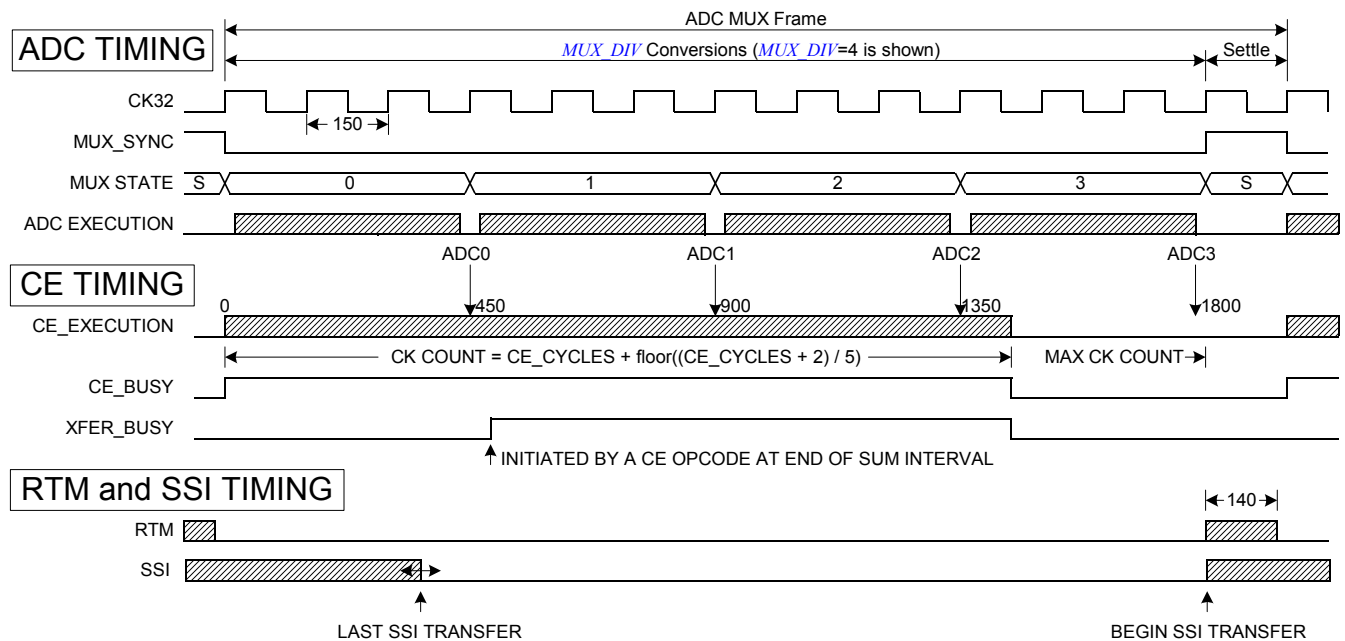 ADC MUX Frame
ADC TIMING
MUX_DIV Conversions (MUX_DIV=4 is shown)
Settle
CK32
150
MUX_SYNC
MUX STATE
S
0
1
2
3
S
ADC EXECUTION
ADC0
ADC1
ADC2
ADC3
CE TIMING
0
450
900
1350
1800
CE_EXECUTION
CK COUNT = CE_CYCLES + floor((CE_CYCLES + 2) / 5)
MAX CK COUNT
CE_BUSY
XFER_BUSY
INITIATED BY A CE OPCODE AT END OF SUM INTERVAL
RTM and SSI TIMING
140
RTM
SSI
LAST SSI TRANSFER
BEGIN SSI TRANSFER